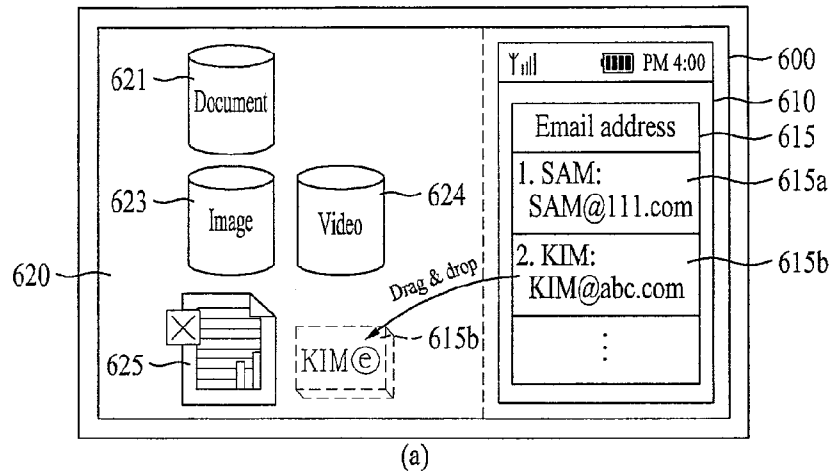 PM 4:00
600
621
Document
610
Email address
615
1. SAM:
SAM@111.com
615a
623
Image
624
Video
620
2. KIM:
KIM@abc.com
615b
Drag & drop
625
KIMⓔ
615b
⋮
(a)